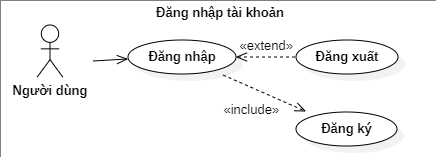 Đăng nhập tài khoản
«extend»
Đăng nhập
Đăng xuất
Người dùng
«include»
Đăng ký